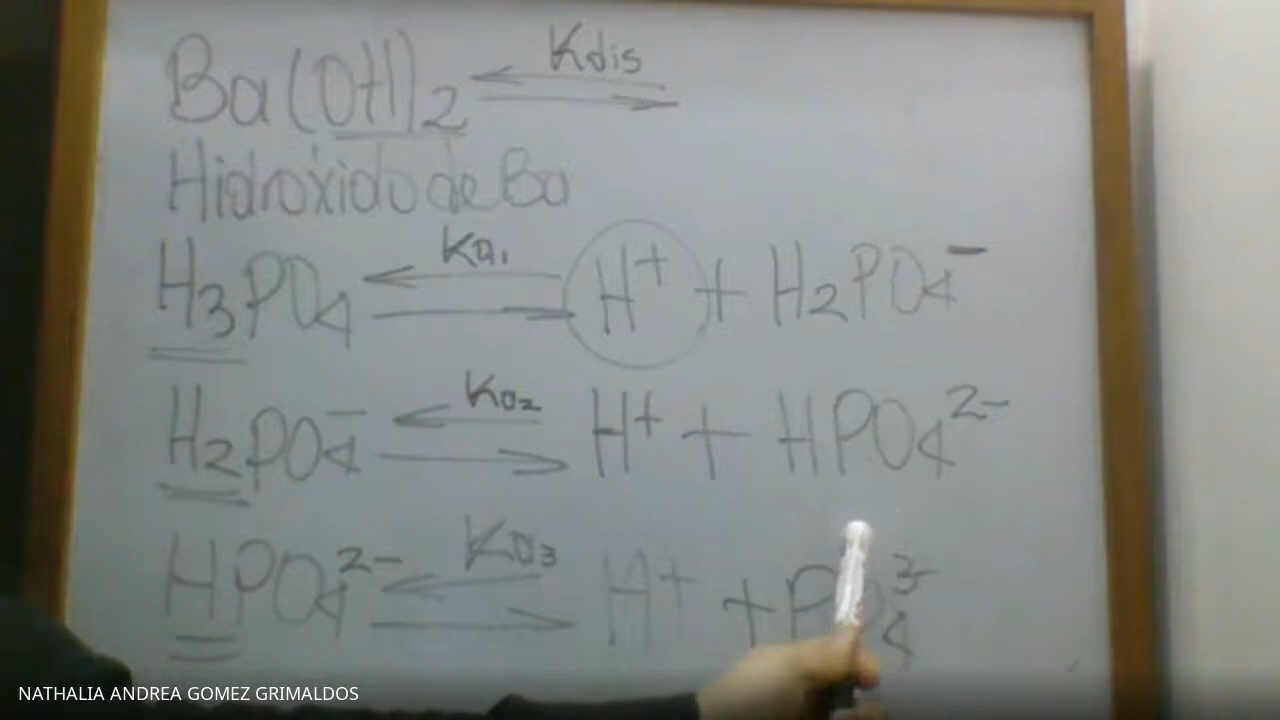 Kdis
Ba(OH)2 ⇌
Hidróxido de Ba
Ka1
H3PO4 ⇌ H+ + H2PO4−
Ka2
H2PO4− ⇌ H+ + HPO4 2−
Ka3
HPO4 2− ⇌ H+ + PO4 3−
NATHALIA ANDREA GOMEZ GRIMALDOS